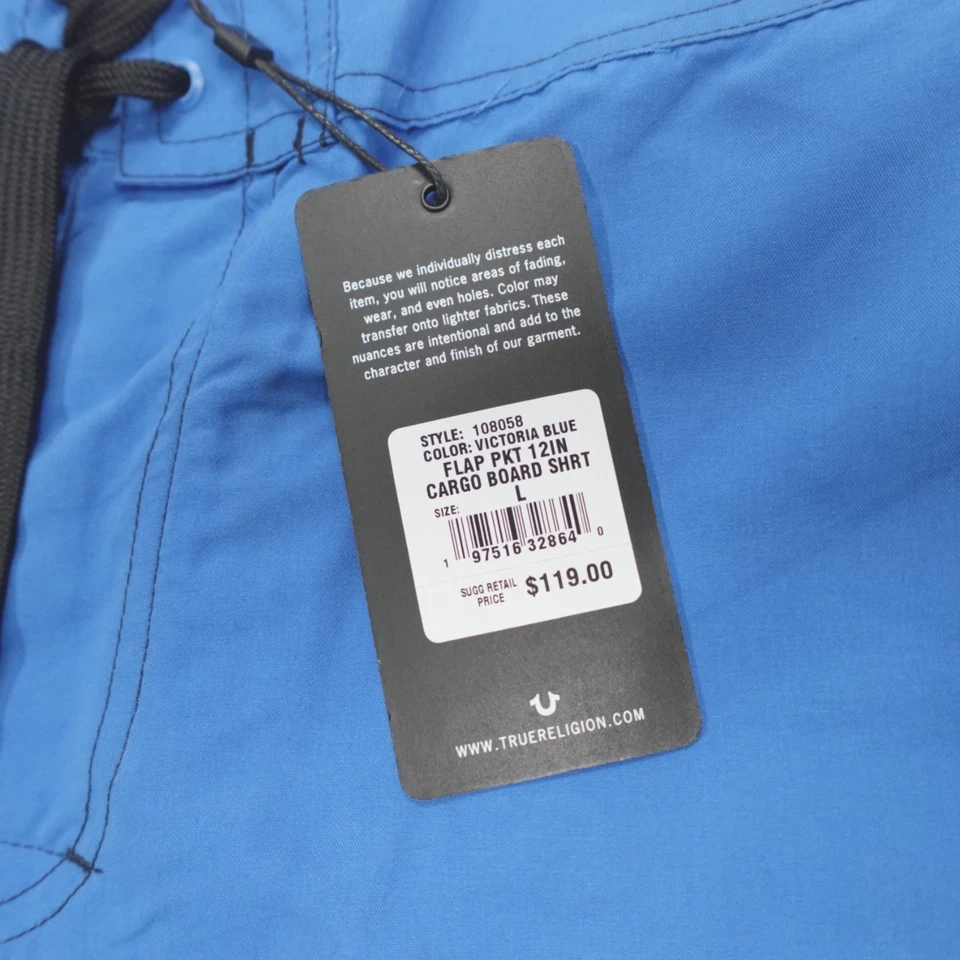 Because we individually distress each
item, you will notice areas of fading,
wear, and even holes. Color may
transfer onto lighter fabrics. These
nuances are intentional and add to the
character and finish of our garment.
STYLE: 108058
COLOR: VICTORIA BLUE
FLAP PKT 12IN
CARGO BOARD SHRT
SIZE: L
1 97516 32864 0
SUGG RETAIL
PRICE $119.00
WWW.TRUERELIGION.COM